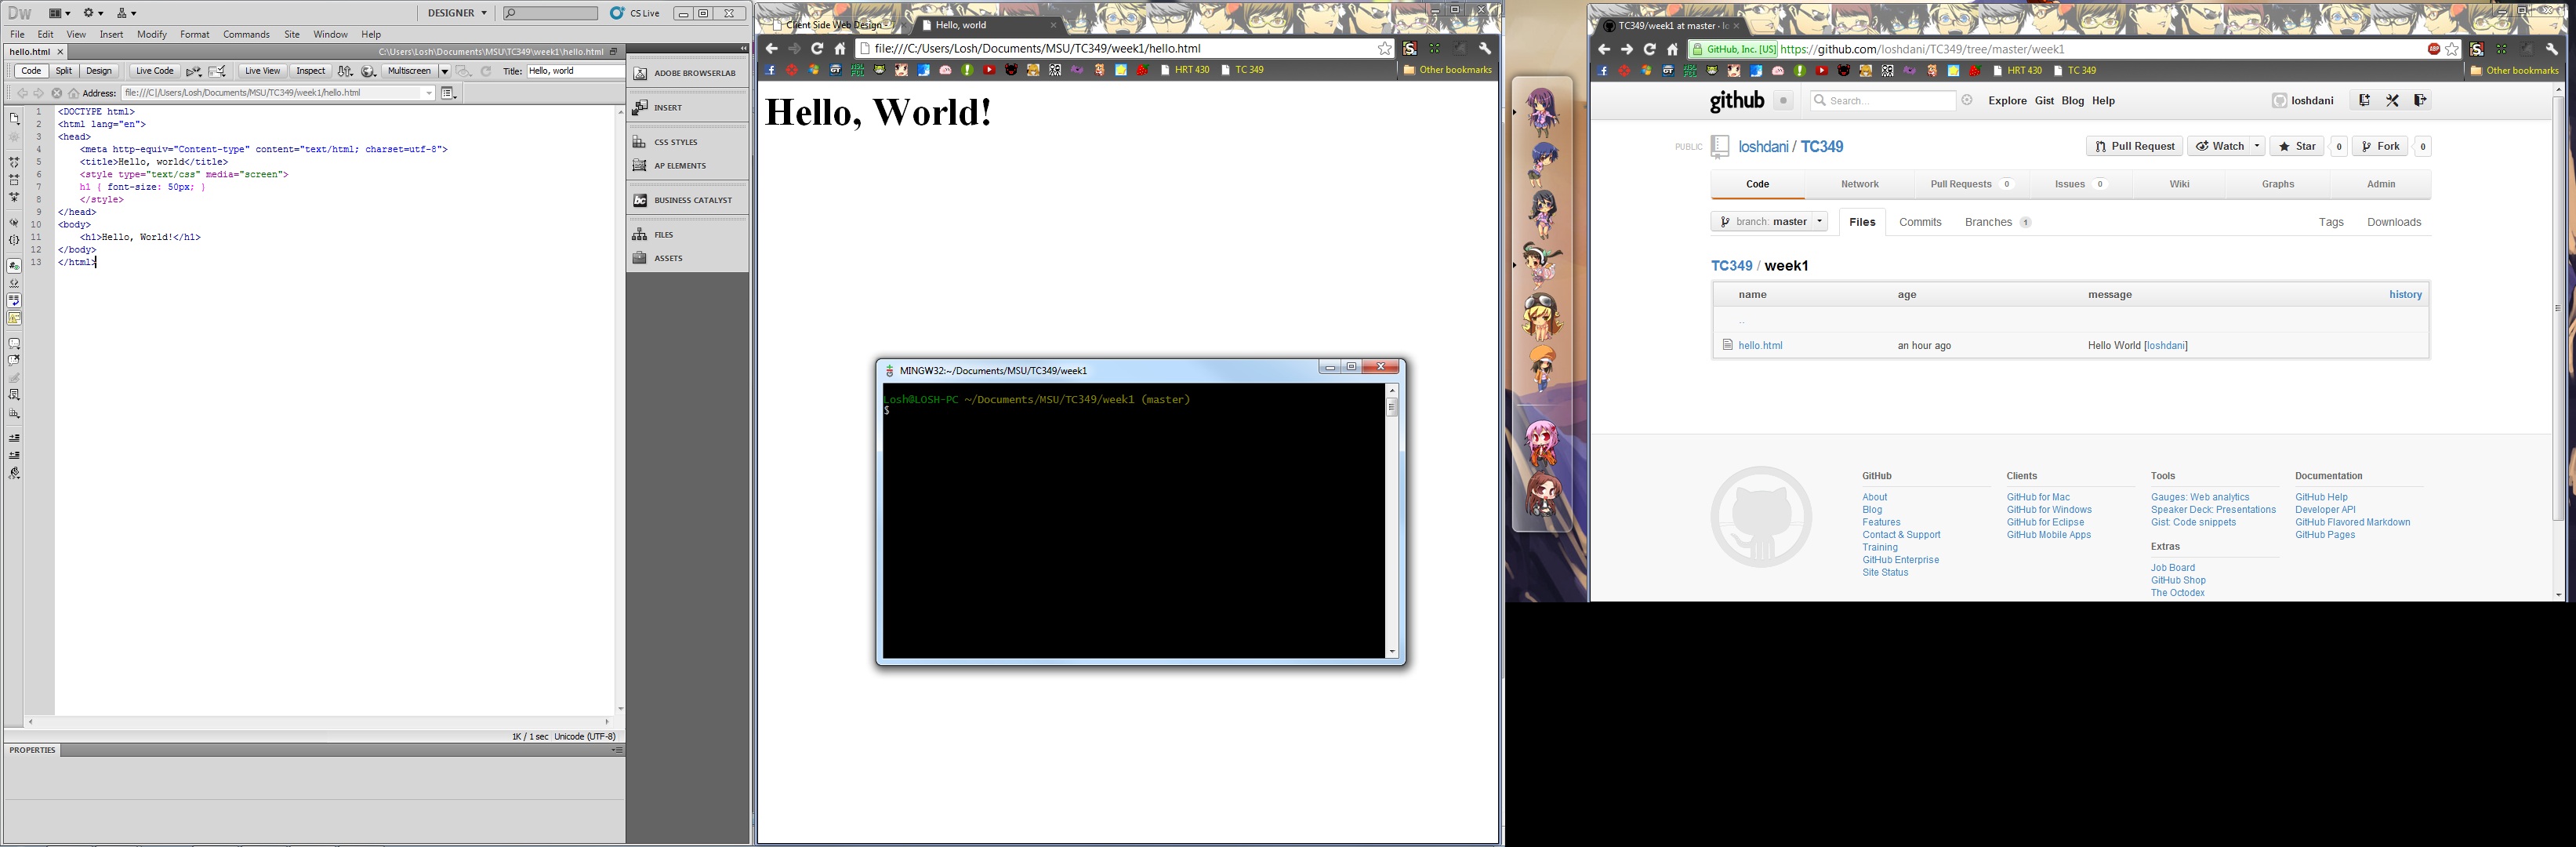 Dw
DESIGNER
CS Live
File Edit View Insert Modify Format Commands Site Window Help
hello.html
C:\Users\Losh\Documents\MSU\TC349\week1\hello.html
Code Split Design Live Code Live View Inspect Multiscreen Title: Hello, world
Address: file:///C|/Users/Losh/Documents/MSU/TC349/week1/hello.html
1 <DOCTYPE html>
2 <html lang="en">
3 <head>
4 <meta http-equiv="Content-type" content="text/html; charset=utf-8">
5 <title>Hello, world</title>
6 <style type="text/css" media="screen">
7 h1 { font-size: 50px; }
8 </style>
9 </head>
10 <body>
11 <h1>Hello, World!</h1>
12 </body>
13 </html>
1K / 1 sec Unicode (UTF-8)
PROPERTIES
ADOBE BROWSERLAB
INSERT
CSS STYLES
AP ELEMENTS
BUSINESS CATALYST
FILES
ASSETS
Client Side Web Design -
Hello, world
file:///C:/Users/Losh/Documents/MSU/TC349/week1/hello.html
HRT 430 TC 349 Other bookmarks
Hello, World!
MINGW32:~/Documents/MSU/TC349/week1
Losh@LOSH-PC ~/Documents/MSU/TC349/week1 (master)
$
TC349/week1 at master · lo
GitHub, Inc. [US] https://github.com/loshdani/TC349/tree/master/week1
HRT 430 TC 349 Other bookmarks
github Search... Explore Gist Blog Help loshdani
PUBLIC loshdani / TC349 Pull Request Watch Star 0 Fork 0
Code Network Pull Requests 0 Issues 0 Wiki Graphs Admin
branch: master Files Commits Branches 1 Tags Downloads
TC349 / week1
name age message history
..
hello.html an hour ago Hello World [loshdani]
GitHub
About
Blog
Features
Contact & Support
Training
GitHub Enterprise
Site Status
Clients
GitHub for Mac
GitHub for Windows
GitHub for Eclipse
GitHub Mobile Apps
Tools
Gauges: Web analytics
Speaker Deck: Presentations
Gist: Code snippets
Extras
Job Board
GitHub Shop
The Octodex
Documentation
GitHub Help
Developer API
GitHub Flavored Markdown
GitHub Pages